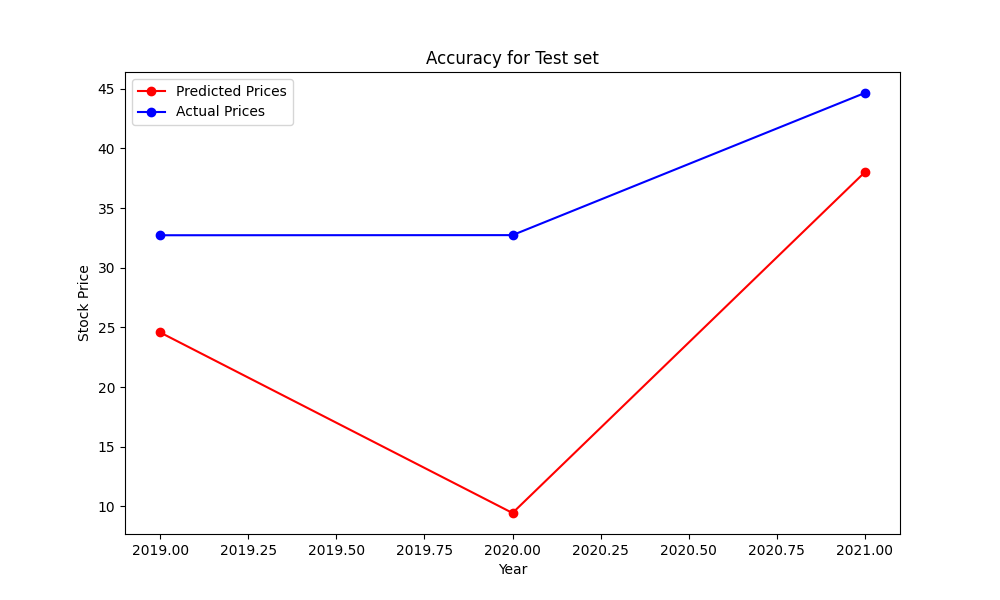 Accuracy for Test set
Predicted Prices
Actual Prices
45
40
35
30
25
20
15
10
Stock Price
2019.00 2019.25 2019.50 2019.75 2020.00 2020.25 2020.50 2020.75 2021.00
Year